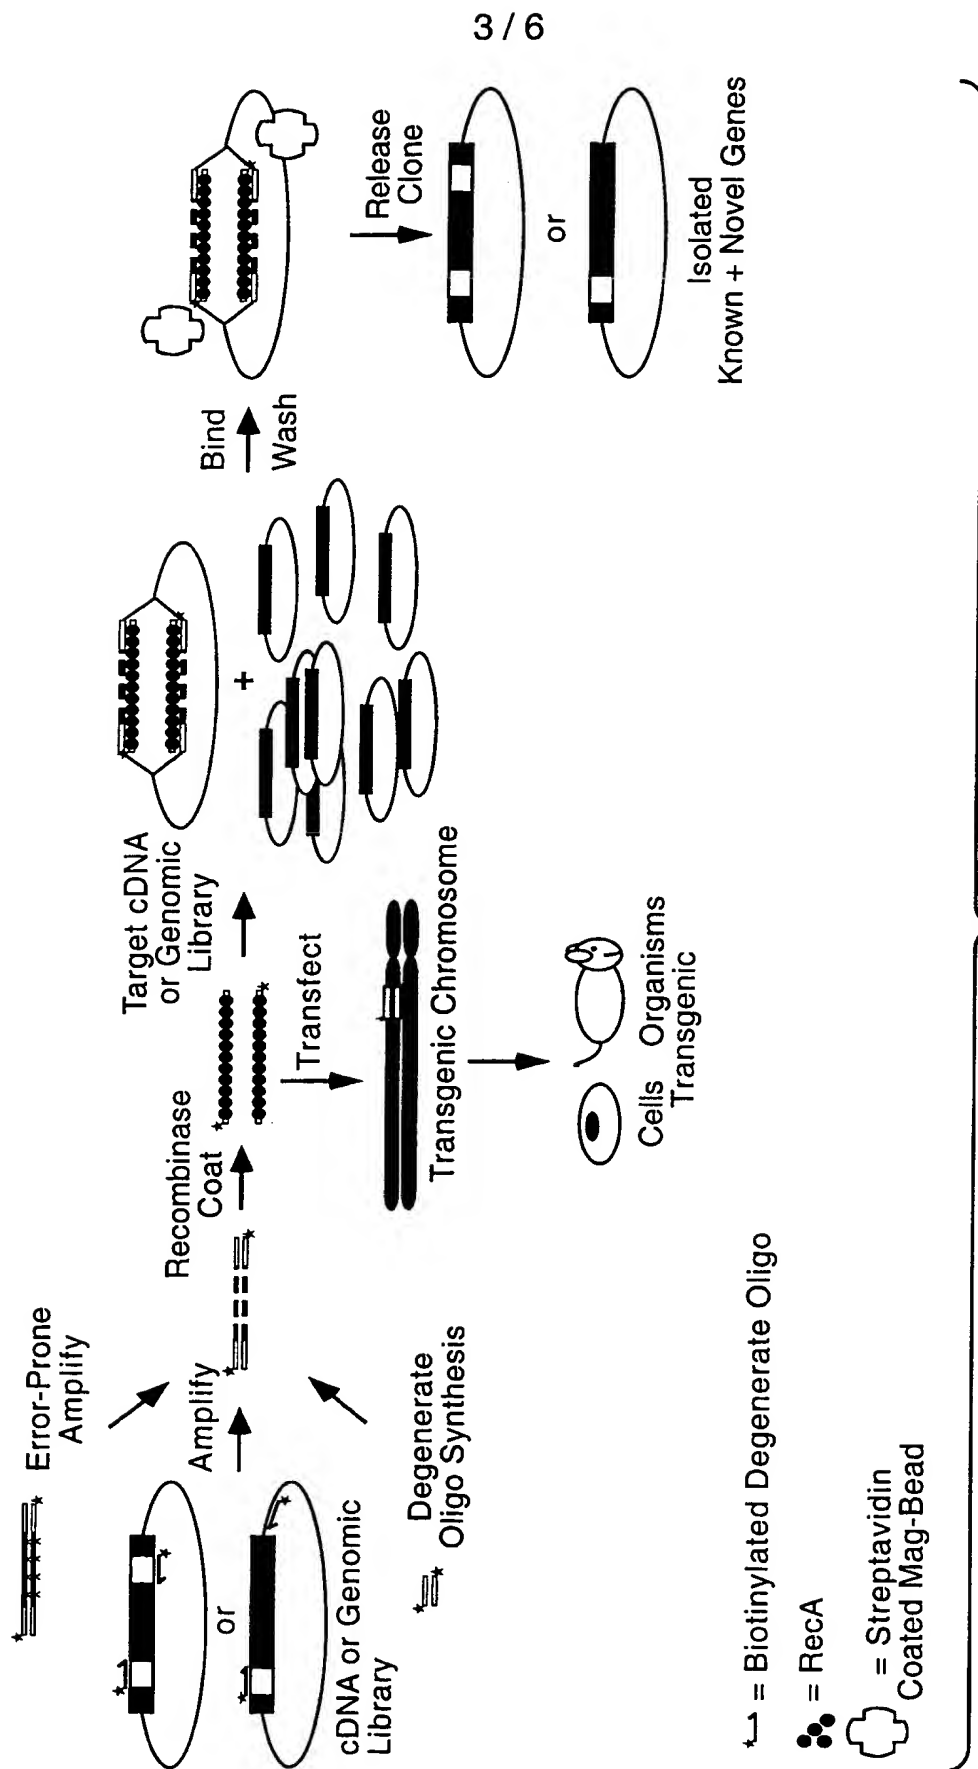 3 / 6
Error-Prone
Amplify
Amplify
or
cDNA or Genomic
Library
Degenerate
Oligo Synthesis
Recombinase
Coat
Transfect
Transgenic Chromosome
Cells Organisms
Transgenic
Target cDNA
or Genomic
Library
+
Bind
Wash
Release
Clone
or
Isolated
Known + Novel Genes
= Biotinylated Degenerate Oligo
= RecA
= Streptavidin
Coated Mag-Bead